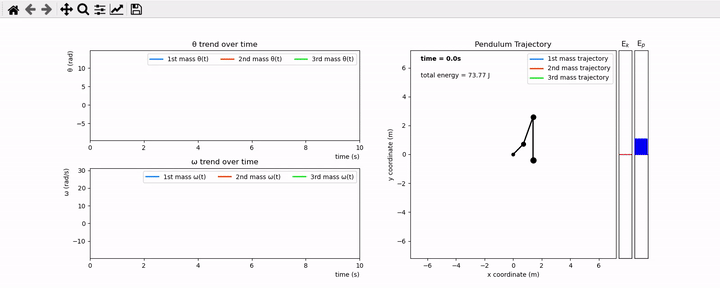 θ trend over time
θ (rad)
1st mass θ(t) 2nd mass θ(t) 3rd mass θ(t)
10
5
0
−5
0 2 4 6 8 10
time (s)
ω trend over time
ω (rad/s)
1st mass ω(t) 2nd mass ω(t) 3rd mass ω(t)
30
20
10
0
−10
0 2 4 6 8 10
time (s)
Pendulum Trajectory
time = 0.0s
total energy = 73.77 J
1st mass trajectory
2nd mass trajectory
3rd mass trajectory
y coordinate (m)
6
4
2
0
−2
−4
−6
−6 −4 −2 0 2 4 6
x coordinate (m)
Eₖ Eₚ